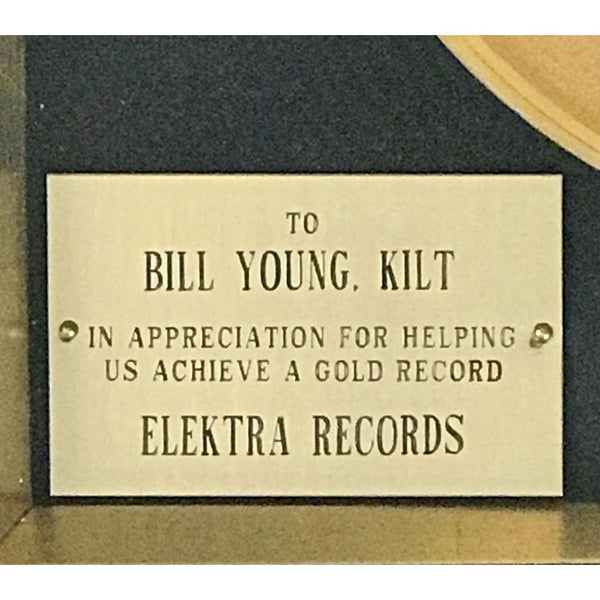 TO
BILL YOUNG, KILT
IN APPRECIATION FOR HELPING
US ACHIEVE A GOLD RECORD
ELEKTRA RECORDS